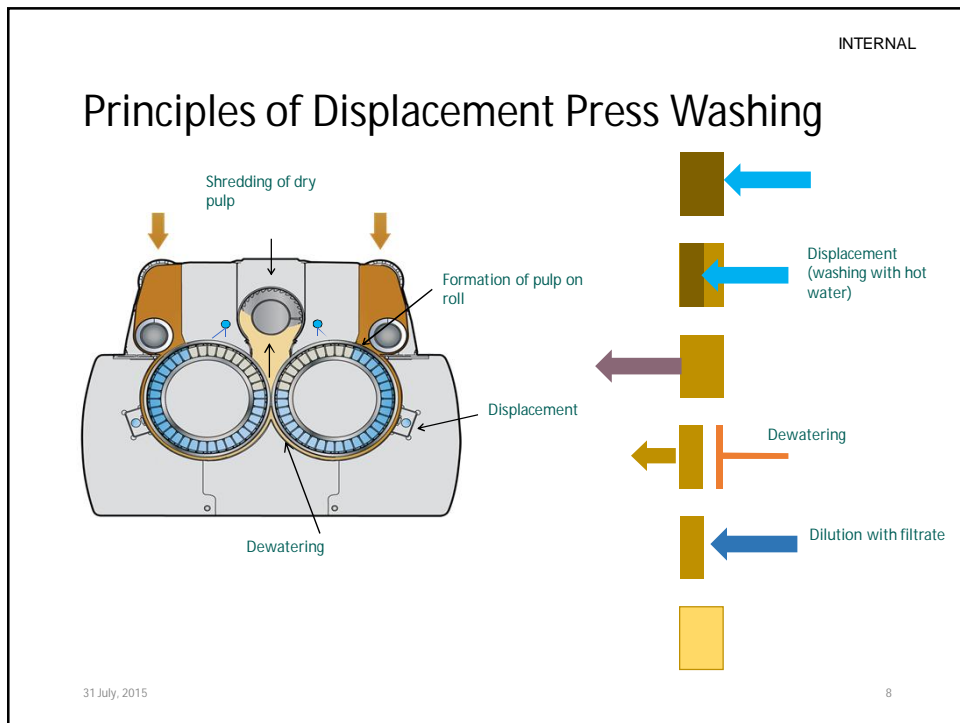 INTERNAL
Principles of Displacement Press Washing
Shredding of dry
pulp
Formation of pulp on
roll
Displacement
Dewatering
Displacement
(washing with hot
water)
Dewatering
Dilution with filtrate
31 July, 2015
8